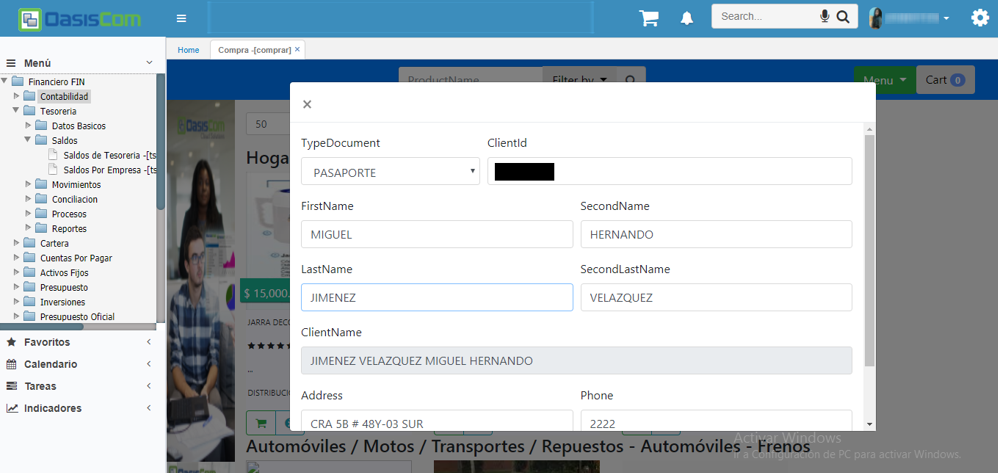 OasisCom
Search...
Home
Compra -[comprar] ×
Menú
Financiero FIN
Contabilidad
Tesoreria
Datos Basicos
Saldos
Saldos de Tesoreria -[ts
Saldos Por Empresa -[ts
Movimientos
Conciliacion
Procesos
Reportes
Cartera
Cuentas Por Pagar
Activos Fijos
Presupuesto
Inversiones
Presupuesto Oficial
Favoritos
Calendario
Tareas
Indicadores
ProductName
Filter by
Menu
Cart 0
50
Hoga
$ 15,000.
JARRA DECO
--
DISTRIBUCIO
×
TypeDocument
ClientId
PASAPORTE
FirstName
SecondName
MIGUEL
HERNANDO
LastName
SecondLastName
JIMENEZ
VELAZQUEZ
ClientName
JIMENEZ VELAZQUEZ MIGUEL HERNANDO
Address
Phone
CRA 5B # 48Y-03 SUR
2222
Automóviles / Motos / Transportes / Repuestos - Automóviles - Frenos
Activar Windows
Ir a Configuración de PC para activar Windows.